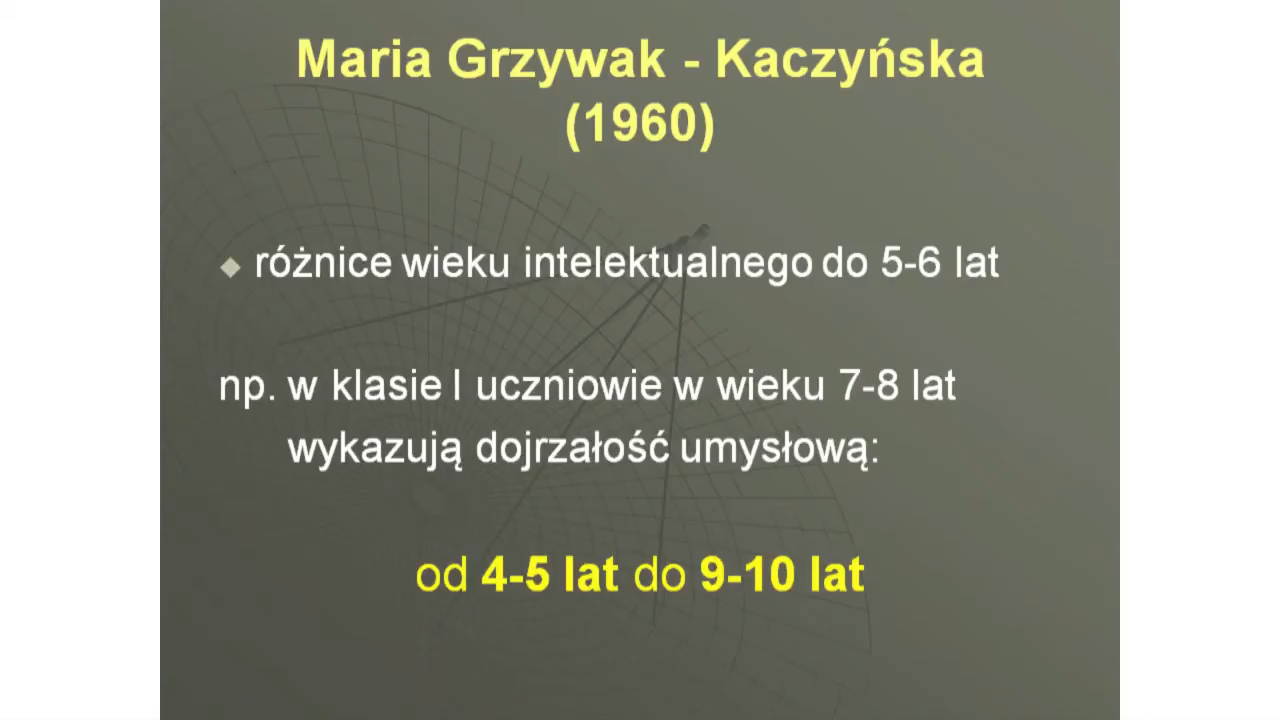 Maria Grzywak - Kaczyńska
(1960)
różnice wieku intelektualnego do 5-6 lat
np. w klasie I uczniowie w wieku 7-8 lat
wykazują dojrzałość umysłową:
od 4-5 lat do 9-10 lat